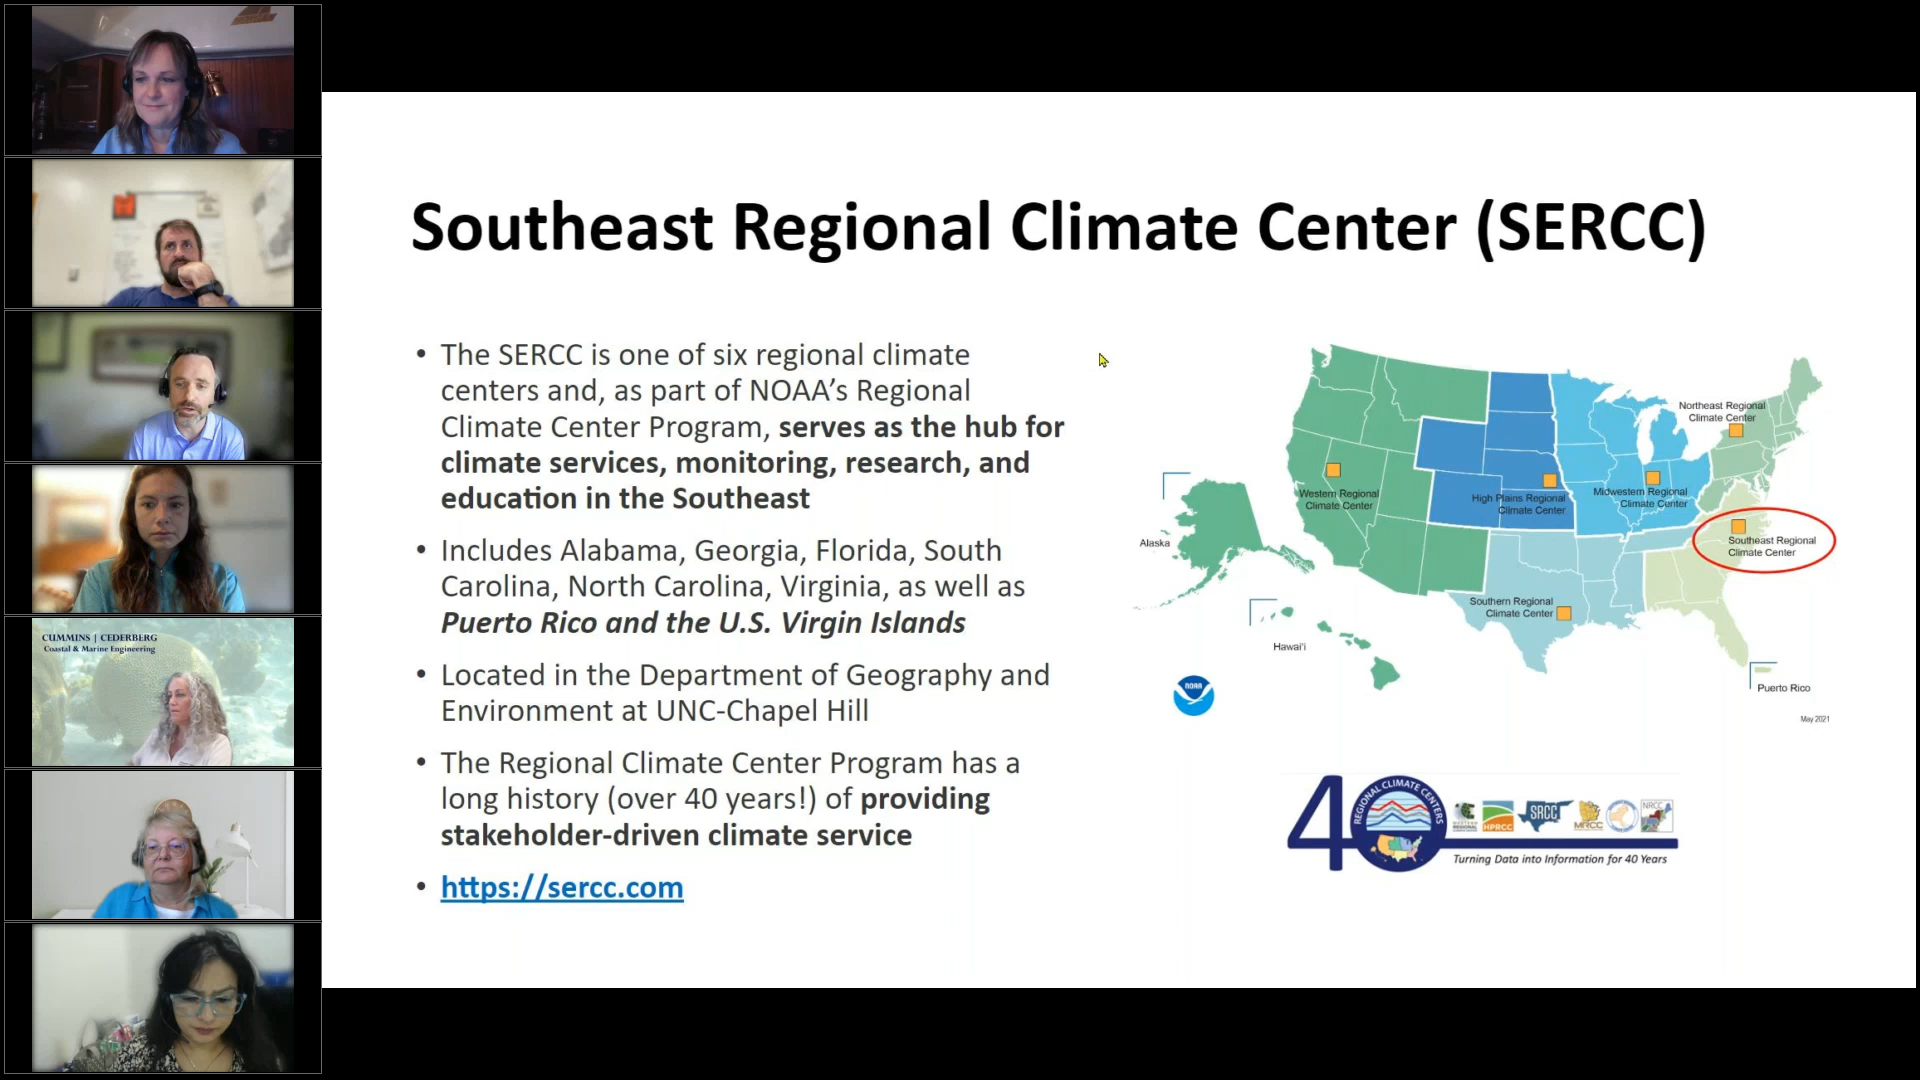 CUMMINS | CEDERBERG
Coastal & Marine Engineering
Southeast Regional Climate Center (SERCC)
• The SERCC is one of six regional climate
centers and, as part of NOAA’s Regional
Climate Center Program, serves as the hub for
climate services, monitoring, research, and
education in the Southeast
• Includes Alabama, Georgia, Florida, South
Carolina, North Carolina, Virginia, as well as
Puerto Rico and the U.S. Virgin Islands
• Located in the Department of Geography and
Environment at UNC-Chapel Hill
• The Regional Climate Center Program has a
long history (over 40 years!) of providing
stakeholder-driven climate service
• https://sercc.com
Northeast Regional
Climate Center
Western Regional
Climate Center
High Plains Regional
Climate Center
Midwestern Regional
Climate Center
Southeast Regional
Climate Center
Southern Regional
Climate Center
Alaska
Hawai'i
Puerto Rico
NOAA
May 2021
40
REGIONAL CLIMATE CENTERS
HPRCC
SRCC
MRCC
NRCC
Turning Data into Information for 40 Years